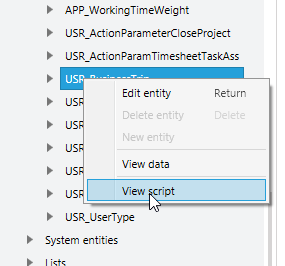 APP_WorkingTimeWeight
USR_ActionParameterCloseProject
USR_ActionParamTimesheetTaskAss
USR_BusinessTrip
Edit entity Return
USR
Delete entity Delete
USR
New entity
USR
View data
USR
View script
USR
USR_UserType
System entities
Lists